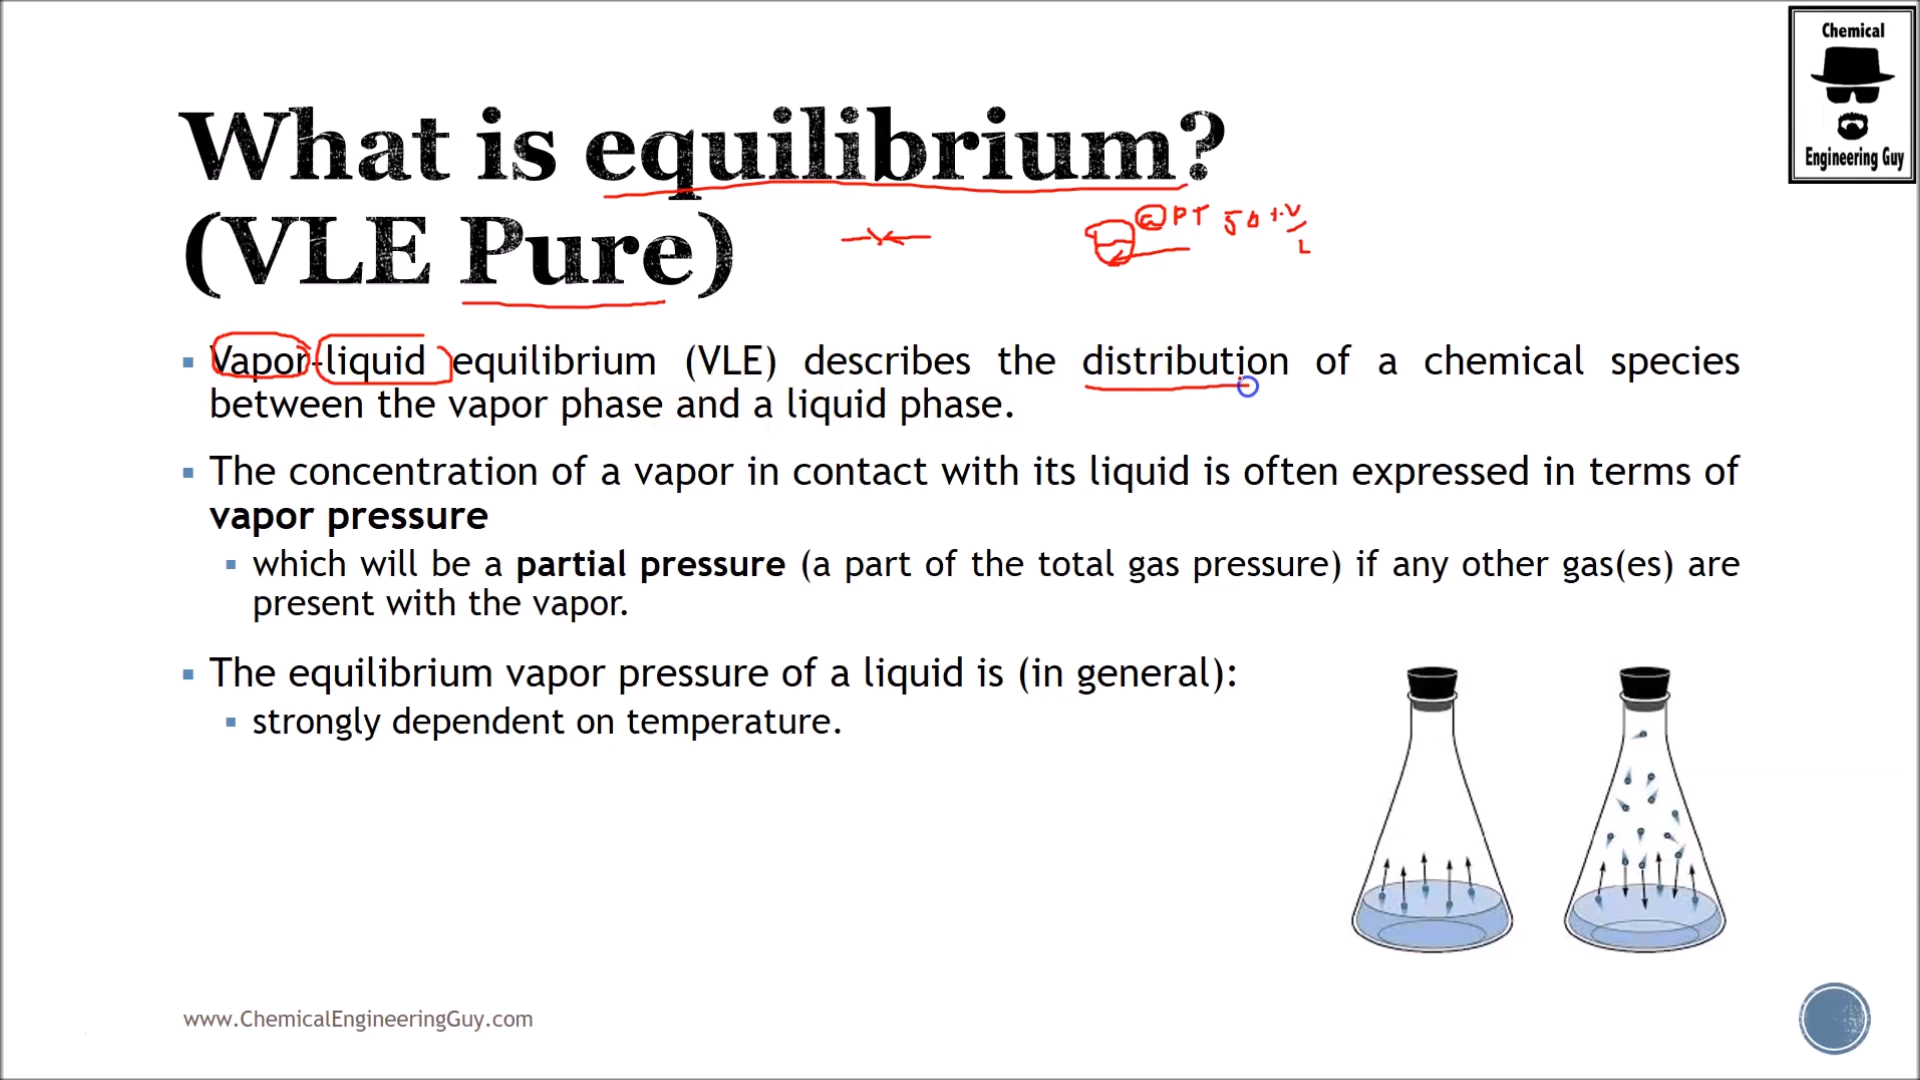 Chemical
Engineering Guy
What is equilibrium?
(VLE Pure)
@ PT 50 % V
L
▪ Vapor-liquid equilibrium (VLE) describes the distribution of a chemical species
between the vapor phase and a liquid phase.
▪ The concentration of a vapor in contact with its liquid is often expressed in terms of
vapor pressure
▪ which will be a partial pressure (a part of the total gas pressure) if any other gas(es) are
present with the vapor.
▪ The equilibrium vapor pressure of a liquid is (in general):
▪ strongly dependent on temperature.
www.ChemicalEngineeringGuy.com